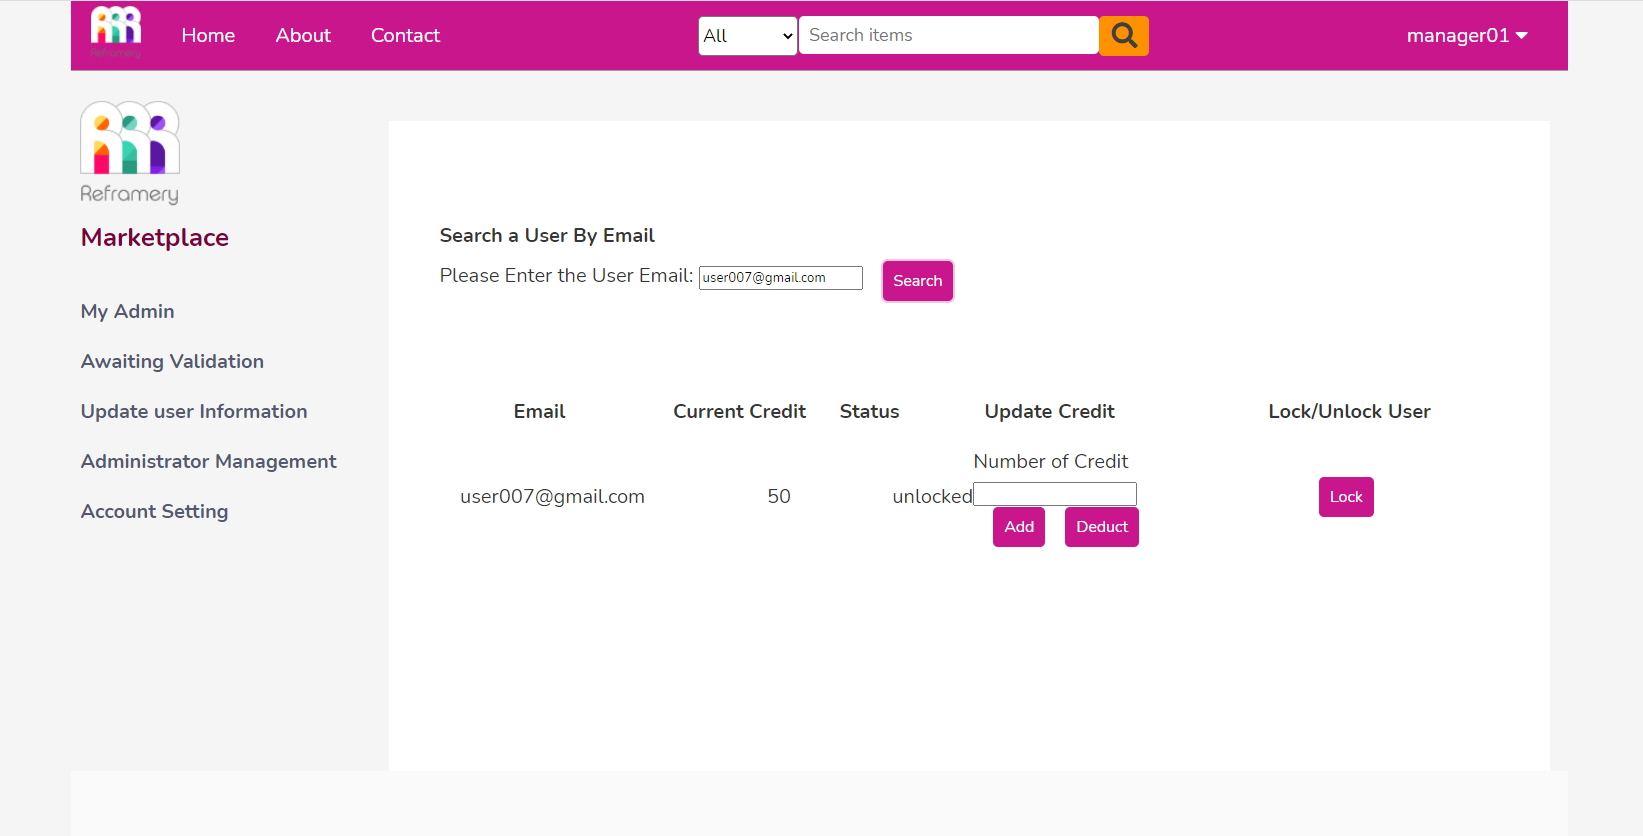 Reframery
Home About Contact All Search items manager01
Reframery
Marketplace
My Admin
Awaiting Validation
Update user Information
Administrator Management
Account Setting
Search a User By Email
Please Enter the User Email: user007@gmail.com Search
Email Current Credit Status Update Credit Lock/Unlock User
Number of Credit
user007@gmail.com 50 unlocked Lock
Add Deduct